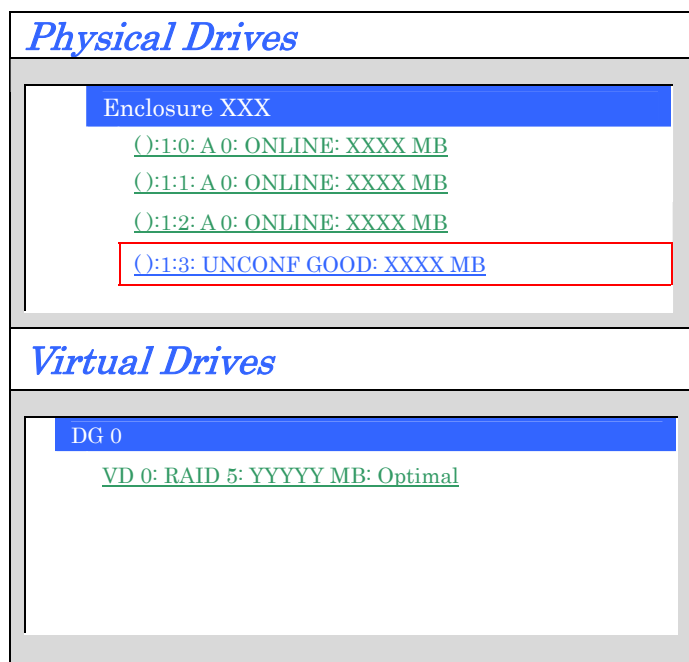 Physical Drives
Enclosure XXX
( ):1:0: A 0: ONLINE: XXXX MB
( ):1:1: A 0: ONLINE: XXXX MB
( ):1:2: A 0: ONLINE: XXXX MB
( ):1:3: UNCONF GOOD: XXXX MB
Virtual Drives
DG 0
VD 0: RAID 5: YYYYY MB: Optimal